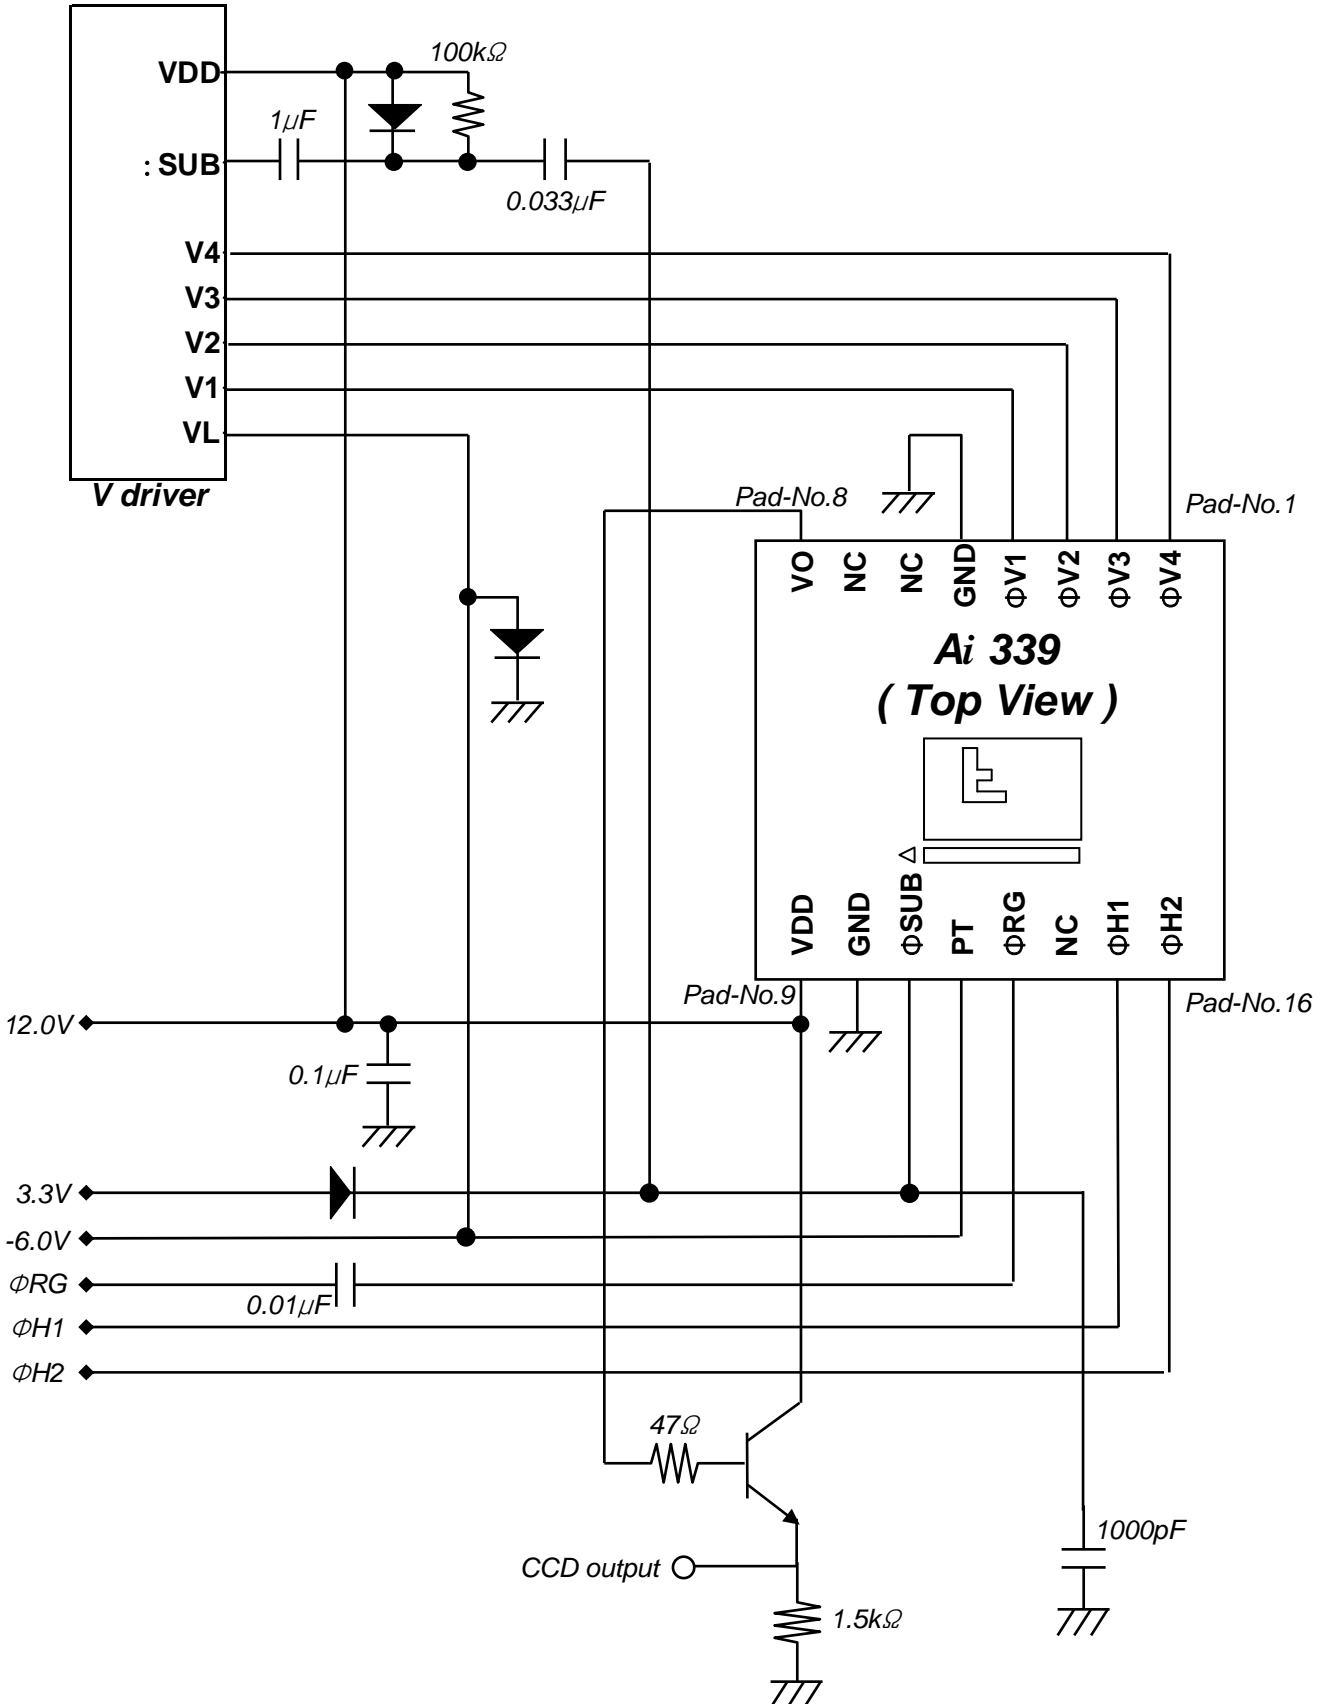 100kΩ
VDD
1μF
: SUB
0.033μF
V4
V3
V2
V1
VL
V driver
Pad-No.8
Pad-No.1
VO
NC
NC
GND
ΦV1
ΦV2
ΦV3
ΦV4
Ai 339
( Top View )
VDD
GND
ΦSUB
PT
ΦRG
NC
ΦH1
ΦH2
Pad-No.9
Pad-No.16
12.0V
0.1μF
3.3V
-6.0V
ΦRG
0.01μF
ΦH1
ΦH2
47Ω
1000pF
CCD output
1.5kΩ